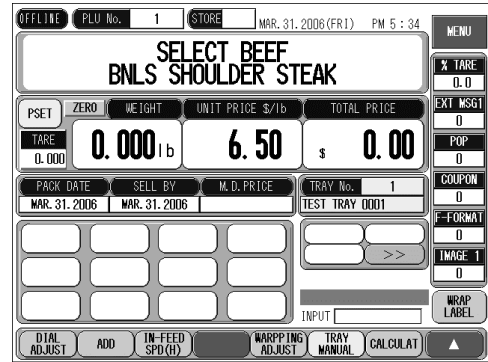 OFFLINE PLU No. 1 STORE MAR. 31. 2006 (FRI) PM 5 : 34
MENU
SELECT BEEF
BNLS SHOULDER STEAK
% TARE
0.0
EXT MSG1
0
PSET ZERO WEIGHT UNIT PRICE $/lb TOTAL PRICE
TARE
0.000
0.000 lb 6.50 $ 0.00
POP
0
PACK DATE SELL BY M.D.PRICE TRAY No. 1
MAR. 31. 2006 MAR. 31. 2006 TEST TRAY 0001
COUPON
0
F-FORMAT
0
>>
IMAGE 1
0
INPUT
WRAP
LABEL
DIAL
ADJUST
ADD
IN-FEED
SPD(H)
WARPPING
ADJUST
TRAY
MANUAL
CALCULAT
▲